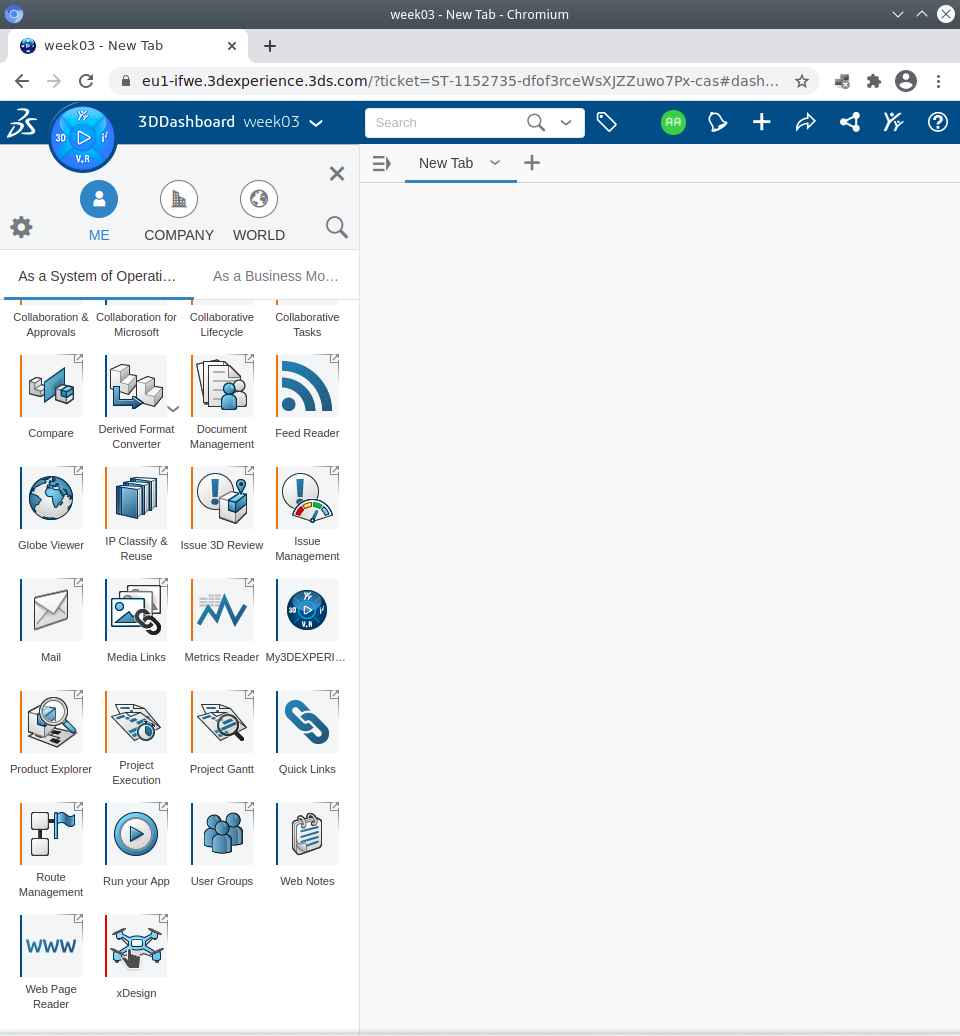 week03 - New Tab - Chromium
week03 - New Tab
eu1-ifwe.3dexperience.3ds.com/?ticket=ST-1152735-dfof3rceWsXJZZuwo7Px-cas#dash...
3D
V.R
3DDashboard week03
Search
AA
New Tab
ME
COMPANY
WORLD
As a System of Operati...
As a Business Mo...
Collaboration & Approvals
Collaboration for Microsoft
Collaborative Lifecycle
Collaborative Tasks
Compare
Derived Format Converter
Document Management
Feed Reader
Globe Viewer
IP Classify & Reuse
Issue 3D Review
Issue Management
3D
V.R
Mail
Media Links
Metrics Reader
My3DEXPERI...
Product Explorer
Project Execution
Project Gantt
Quick Links
Route Management
Run your App
User Groups
Web Notes
WWW
Web Page Reader
xDesign